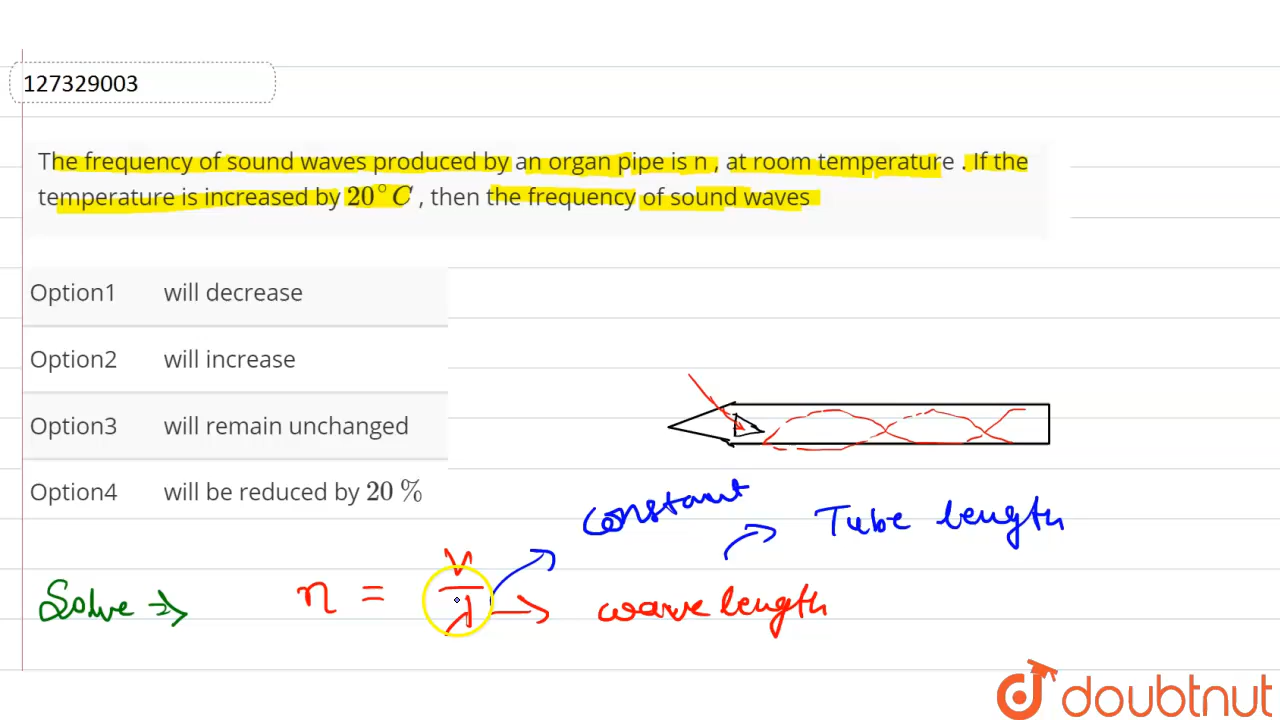 127329003
The frequency of sound waves produced by an organ pipe is n , at room temperature . If the
temperature is increased by 20°C , then the frequency of sound waves
Option1 will decrease
Option2 will increase
Option3 will remain unchanged
Option4 will be reduced by 20 %
constant
Tube length
Solve ⇒ n = v/λ → wave length
doubtnut